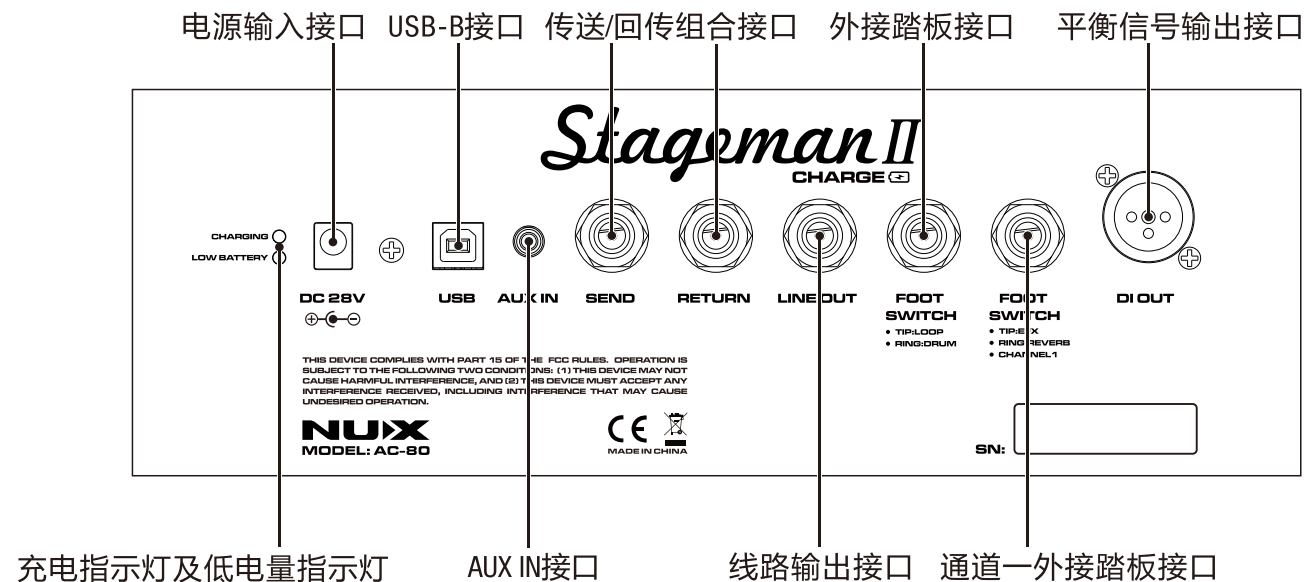 电源输入接口
USB-B接口
传送/回传组合接口
外接踏板接口
平衡信号输出接口
Stageman II
CHARGE
CHARGING
LOW BATTERY
DC 28V
USB
AUX IN
SEND
RETURN
LINE OUT
FOOT
SWITCH
• TIP:LOOP
• RING:DRUM
FOOT
SWITCH
• TIP:EFX
• RING:REVERB
• CHANNEL1
DI OUT
THIS DEVICE COMPLIES WITH PART 15 OF THE FCC RULES. OPERATION IS
SUBJECT TO THE FOLLOWING TWO CONDITIONS: (1) THIS DEVICE MAY NOT
CAUSE HARMFUL INTERFERENCE, AND (2) THIS DEVICE MUST ACCEPT ANY
INTERFERENCE RECEIVED, INCLUDING INTERFERENCE THAT MAY CAUSE
UNDESIRED OPERATION.
NUX
MODEL: AC-80
CE
MADE IN CHINA
SN:
充电指示灯及低电量指示灯
AUX IN接口
线路输出接口
通道一外接踏板接口